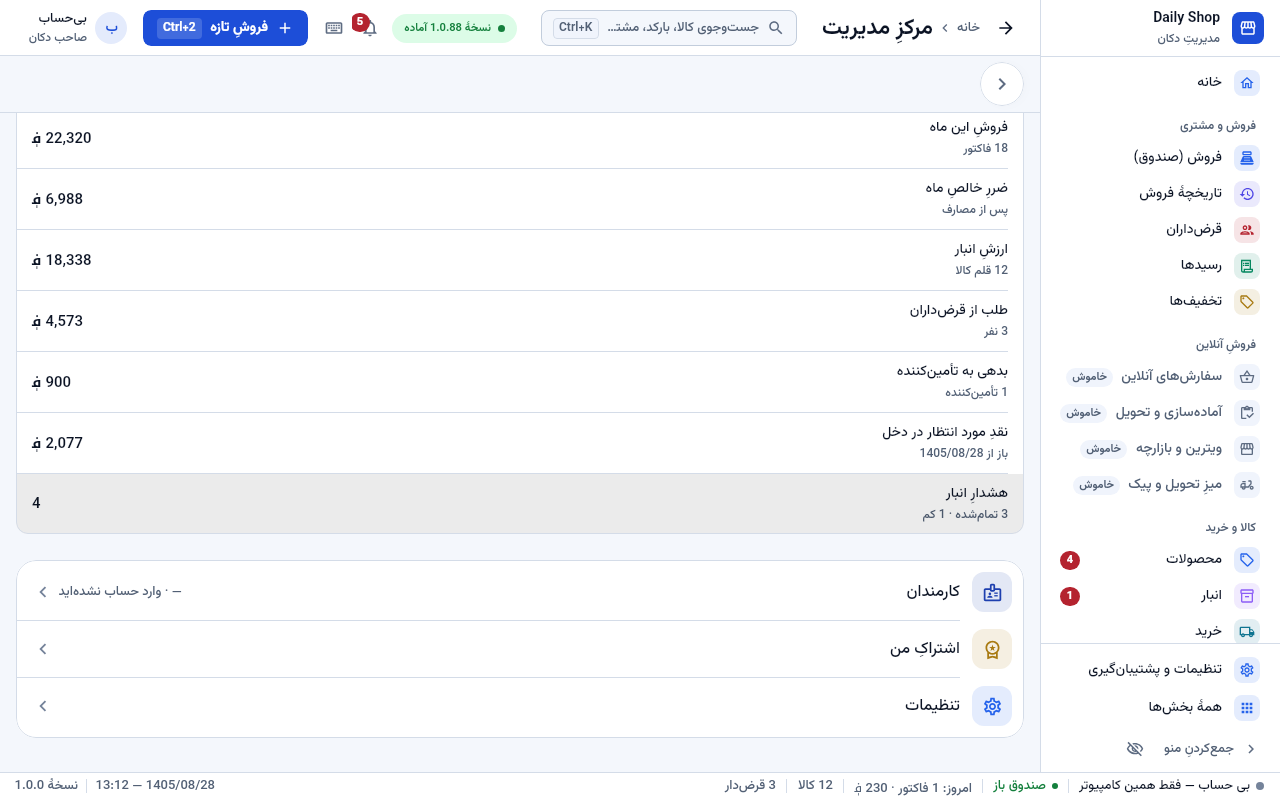 Daily Shop
مدیریتِ دکان
خانه
فروش و مشتری
فروش (صندوق)
تاریخچهٔ فروش
قرض‌داران
رسیدها
تخفیف‌ها
فروشِ آنلاین
سفارش‌های آنلاین
خاموش
آماده‌سازی و تحویل
خاموش
ویترین و بازارچه
خاموش
میزِ تحویل و پیک
خاموش
کالا و خرید
محصولات
4
انبار
1
خرید
تنظیمات و پشتیبان‌گیری
همهٔ بخش‌ها
جمع‌کردنِ منو
خانه
مرکزِ مدیریت
جست‌وجوی کالا، بارکد، مشت…
Ctrl+K
نسخهٔ 1.0.88 آماده
5
فروشِ تازه
Ctrl+2
بی‌حساب
صاحب دکان
ب
فروشِ این ماه
18 فاکتور
22,320 ؋
ضررِ خالصِ ماه
پس از مصارف
6,988 ؋
ارزشِ انبار
12 قلم کالا
18,338 ؋
طلب از قرض‌داران
3 نفر
4,573 ؋
بدهی به تأمین‌کننده
1 تأمین‌کننده
900 ؋
نقدِ مورد انتظار در دخل
باز از 1405/08/28
2,077 ؋
هشدارِ انبار
3 تمام‌شده · 1 کم
4
کارمندان
— · وارد حساب نشده‌اید
اشتراکِ من
تنظیمات
بی حساب — فقط همین کامپیوتر
صندوق باز
امروز: 1 فاکتور · 230 ؋
12 کالا
3 قرض‌دار
1405/08/28 — 13:12
نسخهٔ 1.0.0